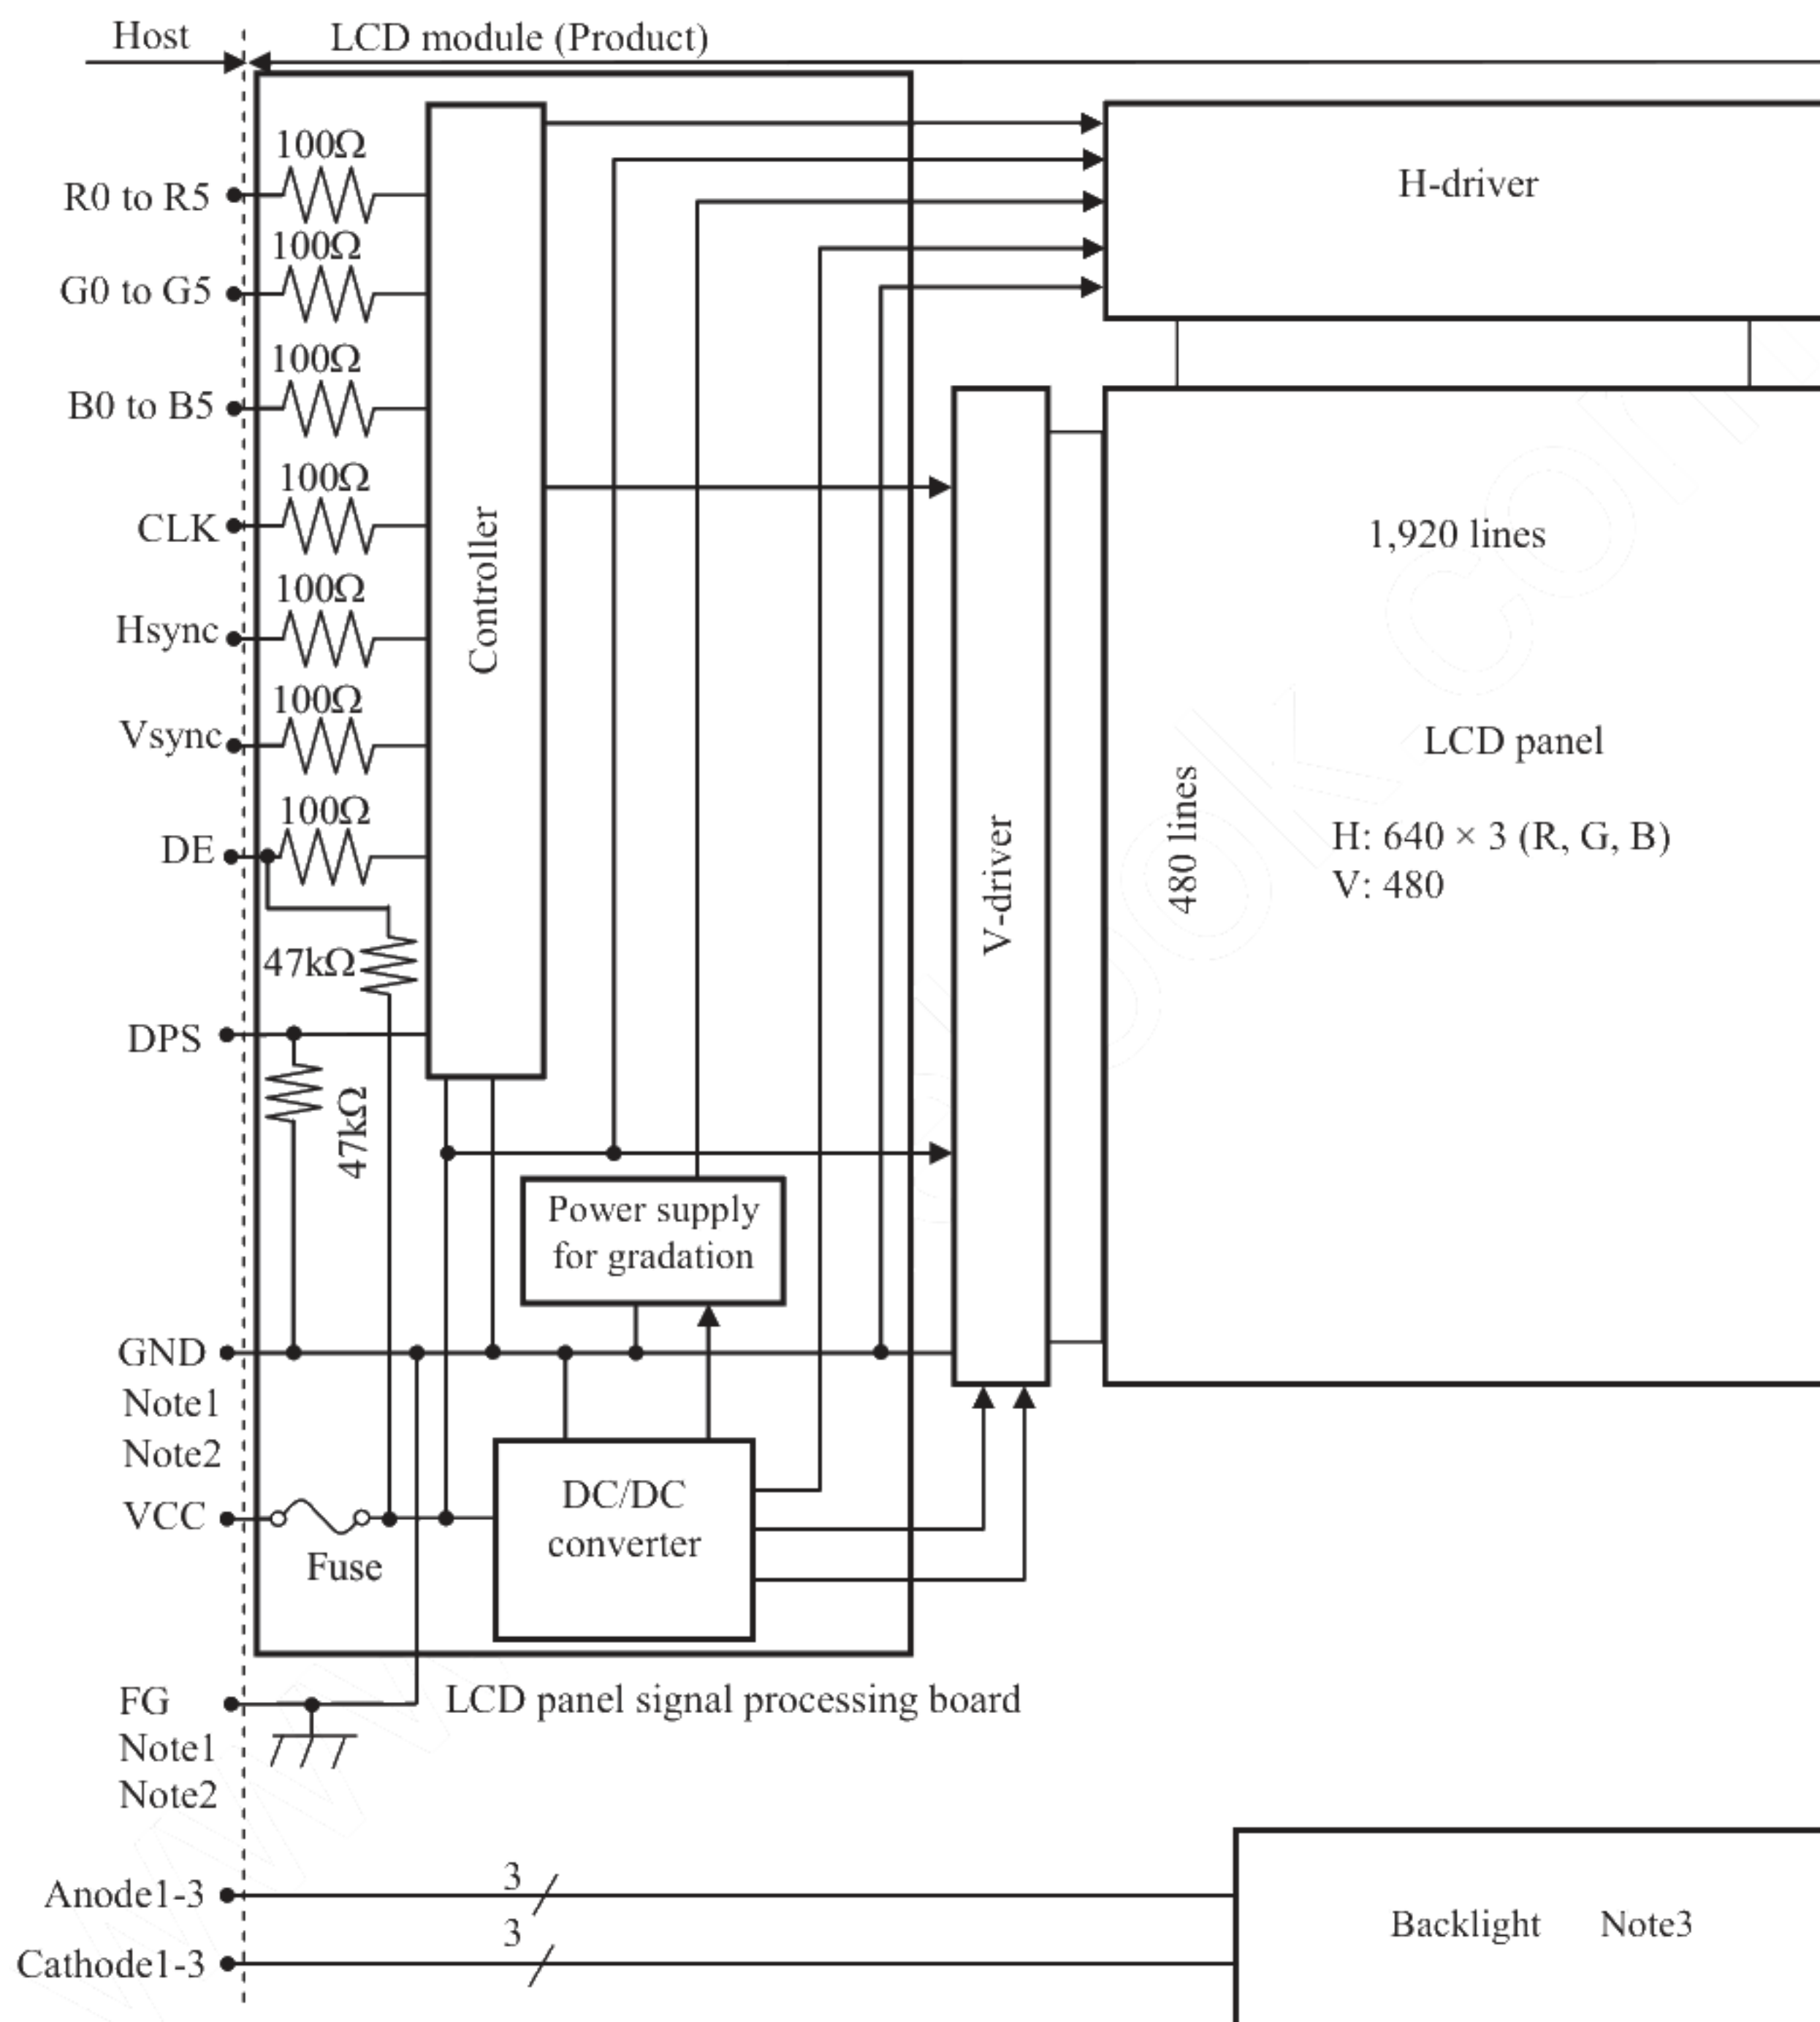 Host
LCD module (Product)
100Ω
R0 to R5
100Ω
G0 to G5
100Ω
B0 to B5
100Ω
CLK
100Ω
Hsync
100Ω
Vsync
100Ω
DE
47kΩ
DPS
47kΩ
Controller
H-driver
V-driver
1,920 lines
480 lines
LCD panel
H: 640 × 3 (R, G, B)
V: 480
Power supply
for gradation
GND
Note1
Note2
VCC
Fuse
DC/DC
converter
FG
Note1
Note2
LCD panel signal processing board
Anode1-3
3
Cathode1-3
3
Backlight Note3